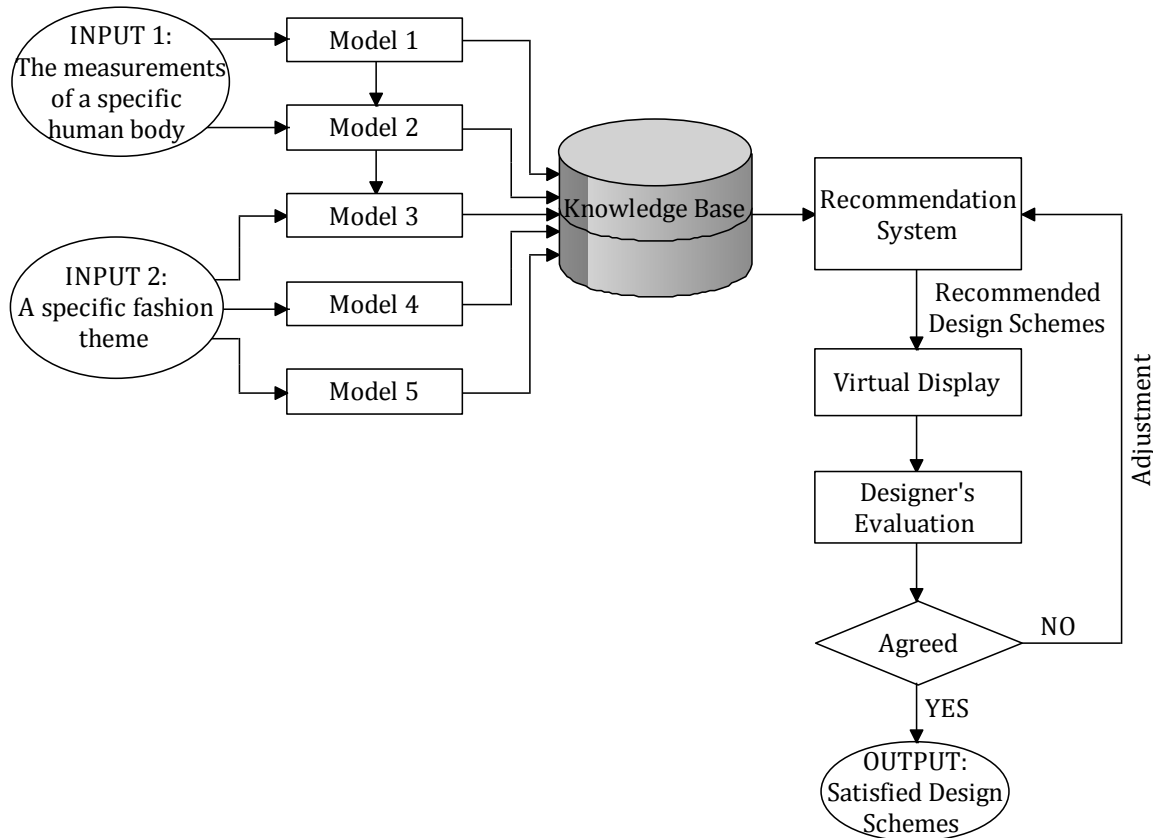 INPUT 1:
The measurements
of a specific
human body
Model 1
Model 2
Model 3
INPUT 2:
A specific fashion
theme
Model 4
Model 5
Knowledge Base
Recommendation
System
Recommended
Design Schemes
Virtual Display
Designer's
Evaluation
Agreed
NO
Adjustment
YES
OUTPUT:
Satisfied Design
Schemes